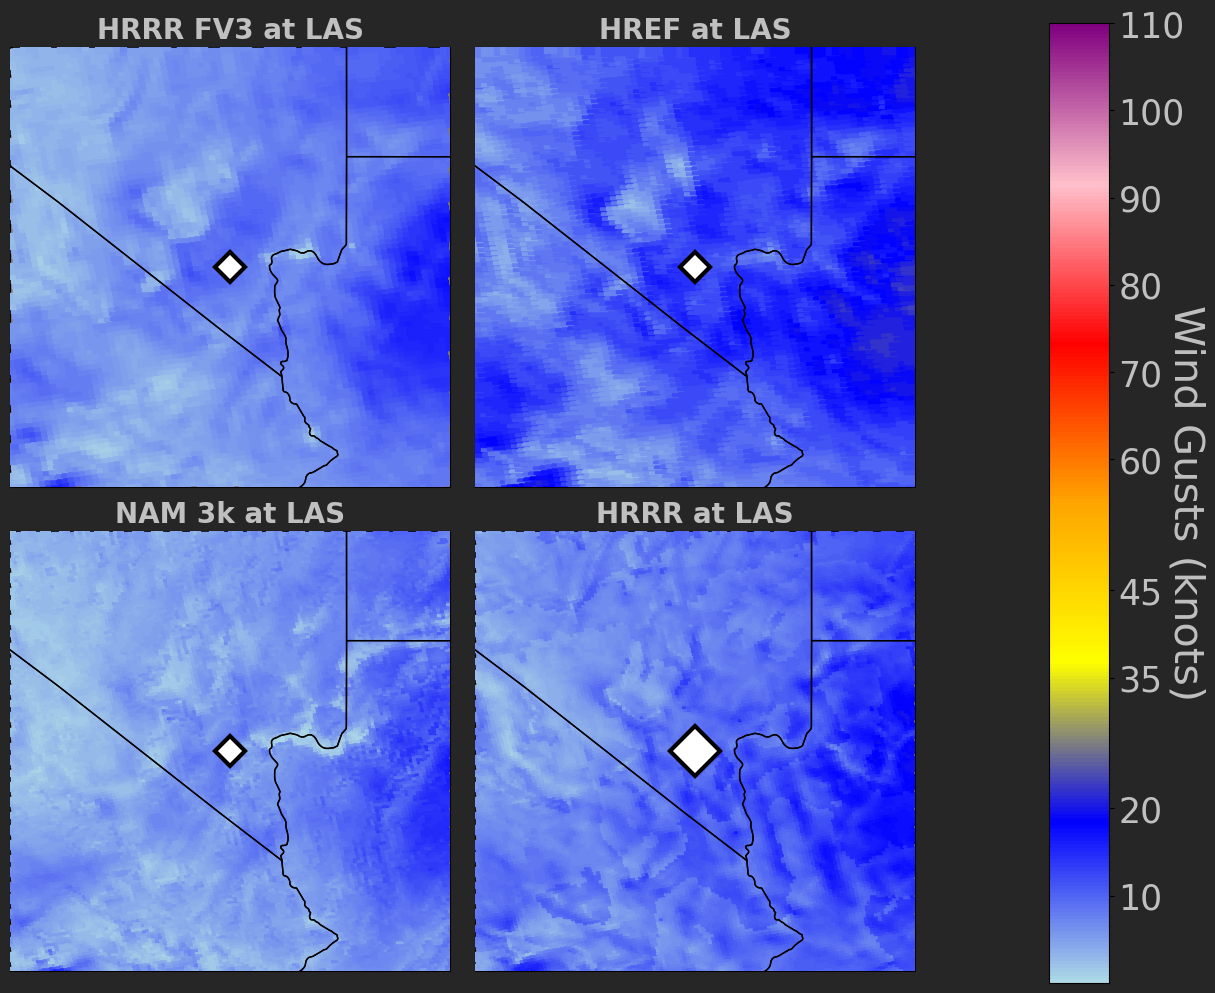 HRRR FV3 at LAS
HREF at LAS
NAM 3k at LAS
HRRR at LAS
110
100
90
80
70
60
45
35
20
10
Wind Gusts (knots)